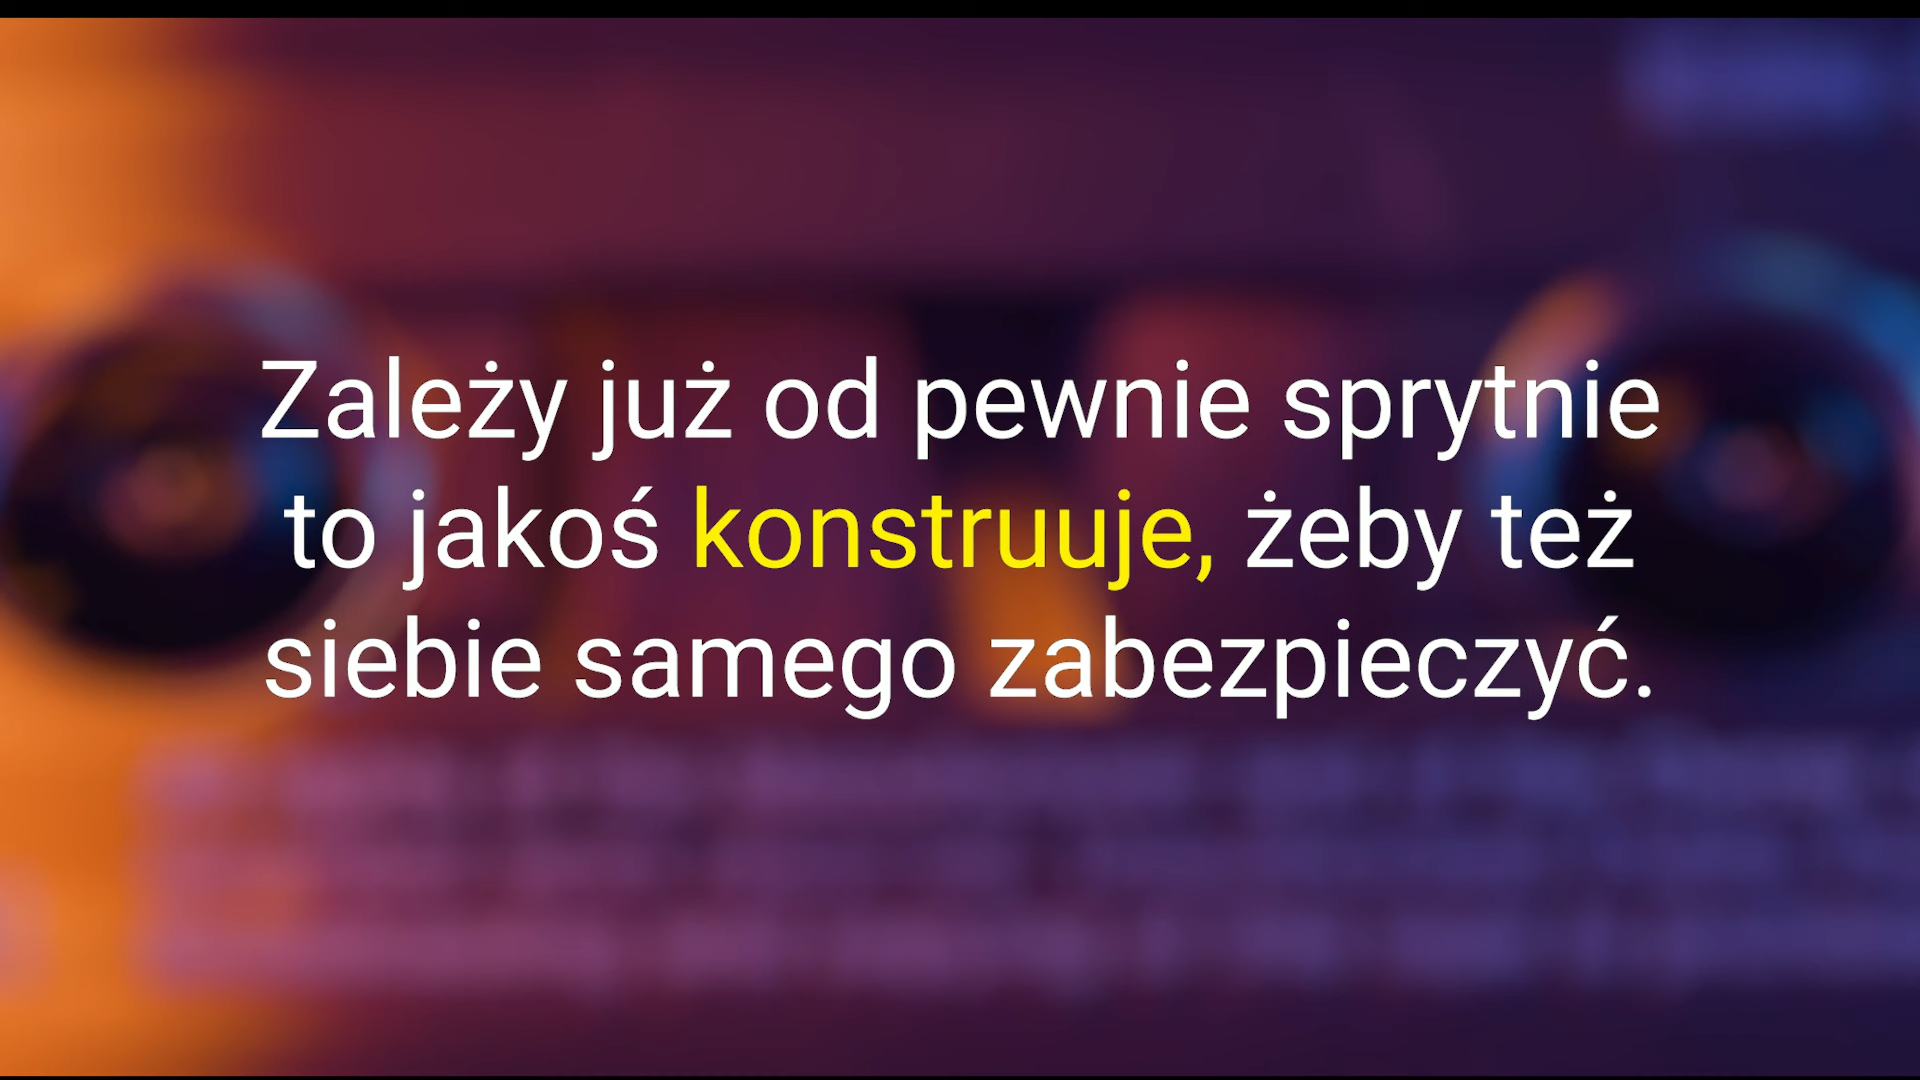 Zależy już od pewnie sprytnie
to jakoś konstruuje, żeby też
siebie samego zabezpieczyć.